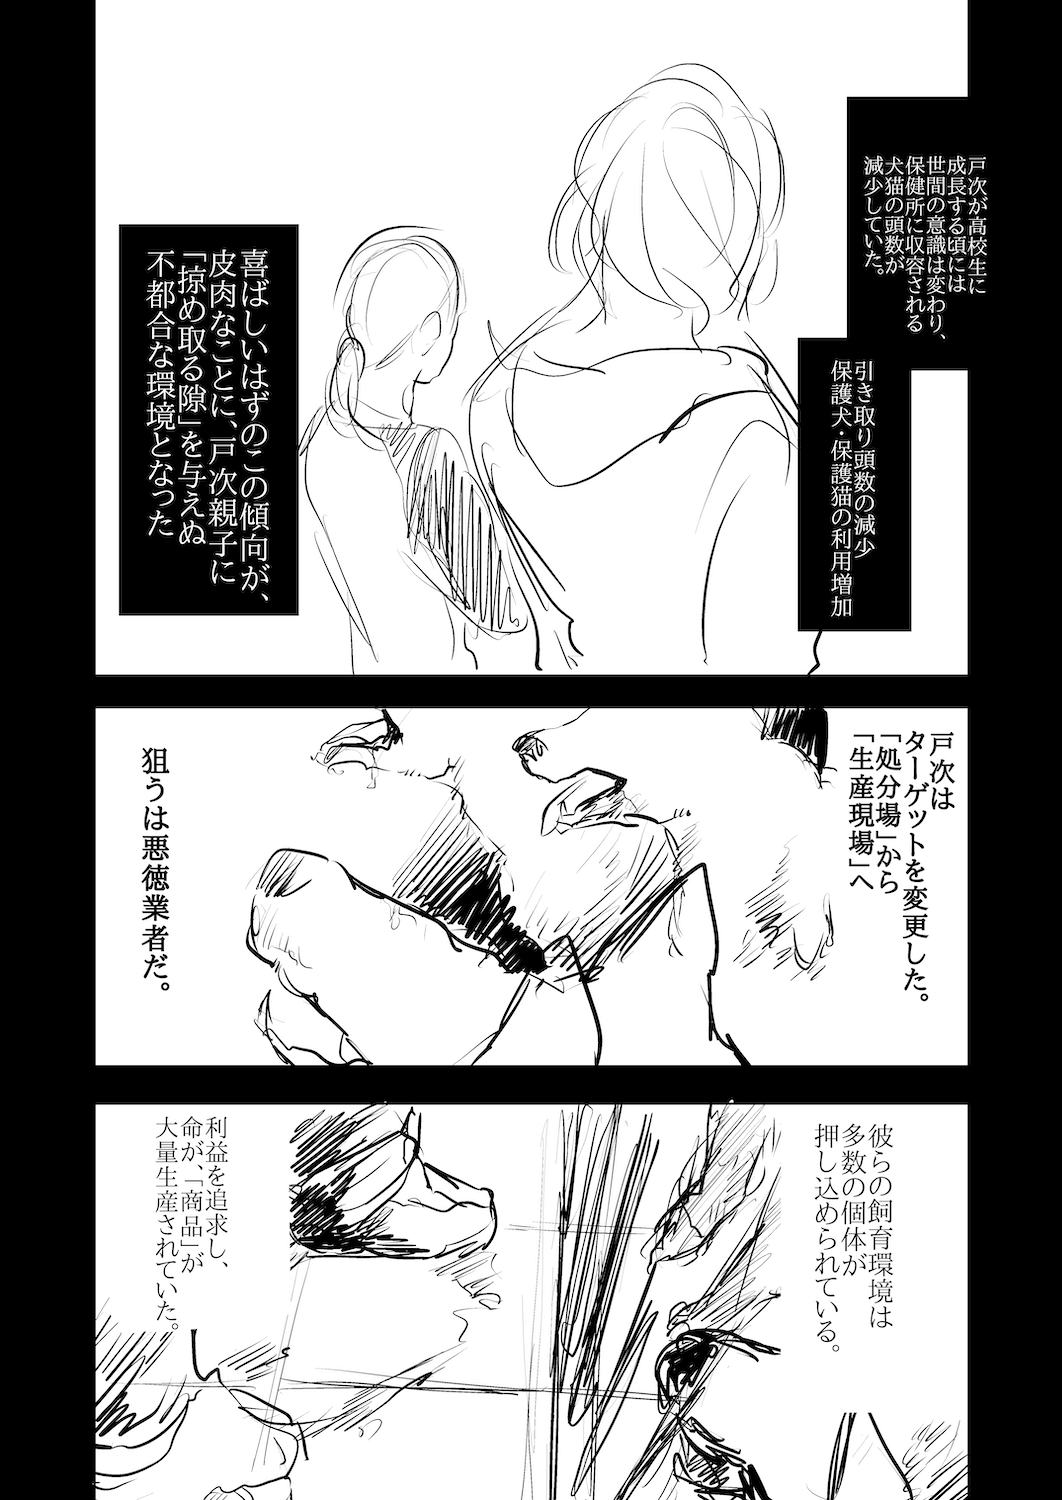 戸次が高校生に
成長する頃には
世間の意識は変わり、
保健所に収容される
犬猫の頭数が
減少していた。
引き取り頭数の減少
保護犬・保護猫の利用増加
喜ばしいはずのこの傾向が、
皮肉なことに、戸次親子に
「掠め取る隙」を与えぬ
不都合な環境となった
戸次は
ターゲットを変更した。
「処分場」から
「生産現場」へ
狙うは悪徳業者だ。
彼らの飼育環境は
多数の個体が
押し込められている。
利益を追求し、
命が、「商品」が
大量生産されていた。